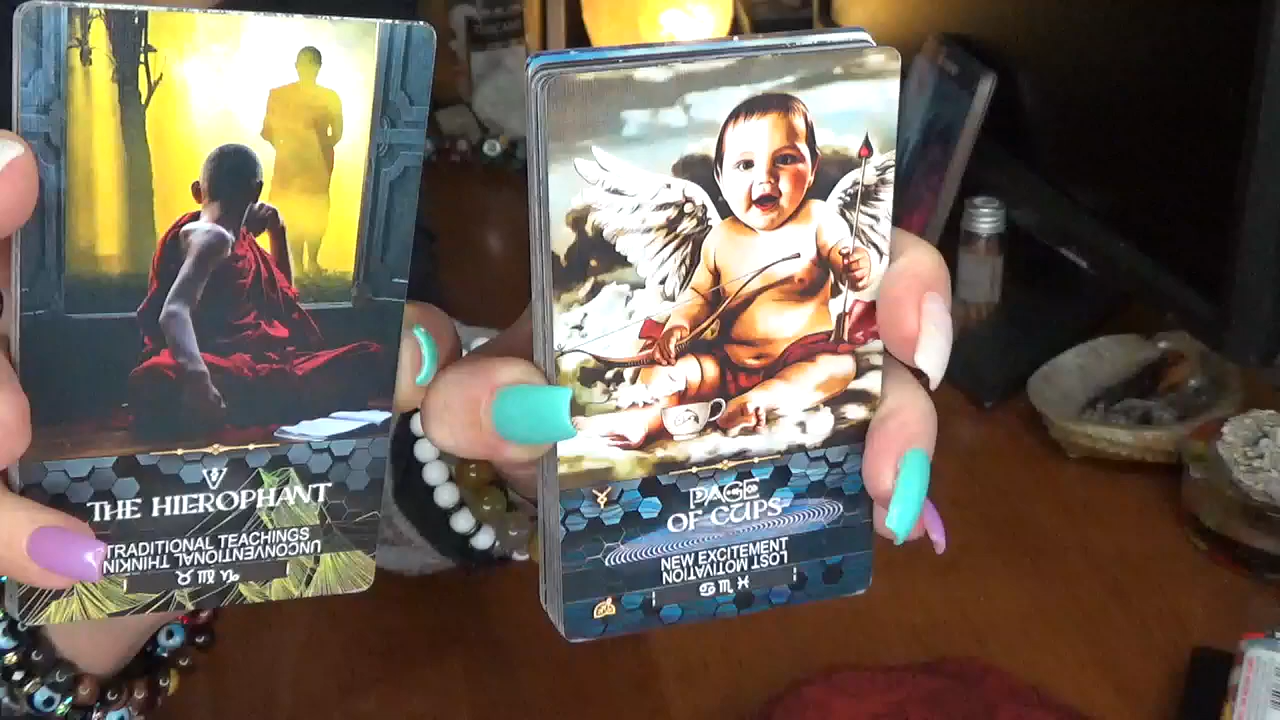 V
THE HIEROPHANT
TRADITIONAL TEACHINGS
UNCONVENTIONAL THINKIN
♉ ♍ ♑
PAGE
OF CUPS
NEW EXCITEMENT
LOST MOTIVATION
♋ ♏ ♓